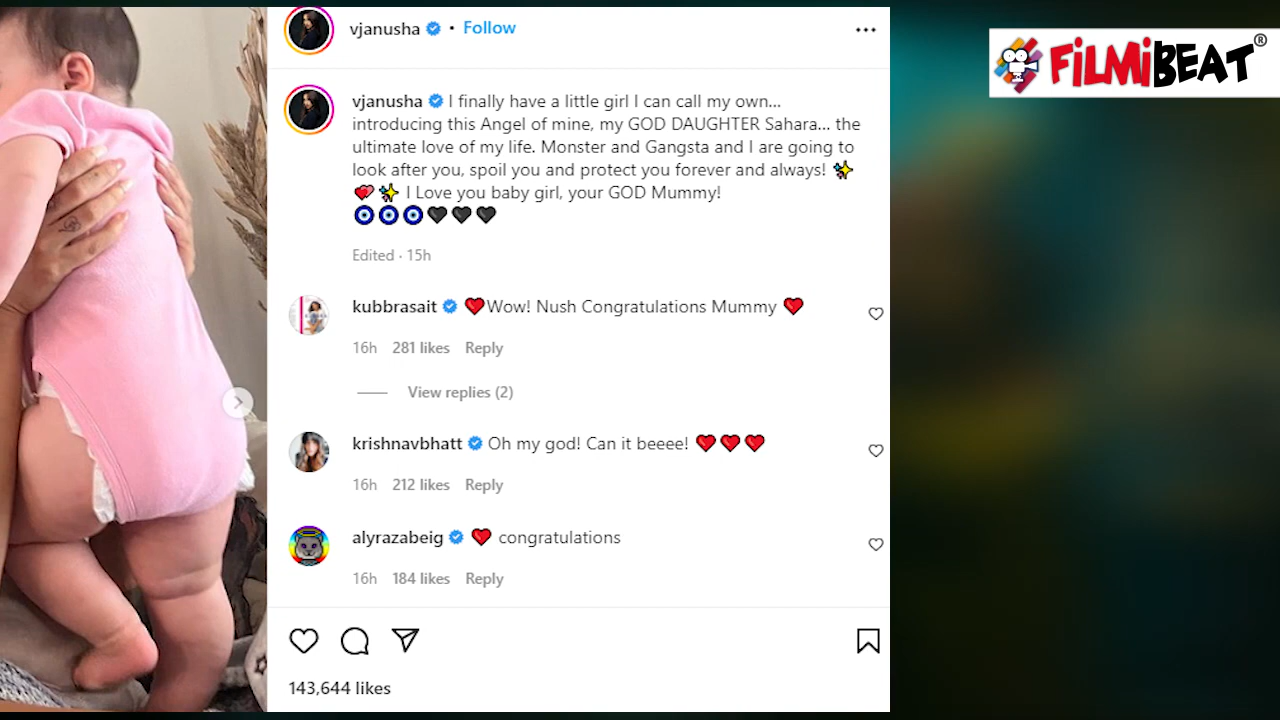 vjanusha • Follow
FiLMiBEAT®
vjanusha I finally have a little girl I can call my own...
introducing this Angel of mine, my GOD DAUGHTER Sahara... the
ultimate love of my life. Monster and Gangsta and I are going to
look after you, spoil you and protect you forever and always! ✨
💕✨ I Love you baby girl, your GOD Mummy!
🧿🧿🧿🖤🖤🖤
Edited · 15h
kubbrasait ❤️Wow! Nush Congratulations Mummy ❤️
16h 281 likes Reply
View replies (2)
krishnavbhatt Oh my god! Can it beeee! ❤️❤️❤️
16h 212 likes Reply
alyrazabeig ❤️ congratulations
16h 184 likes Reply
143,644 likes